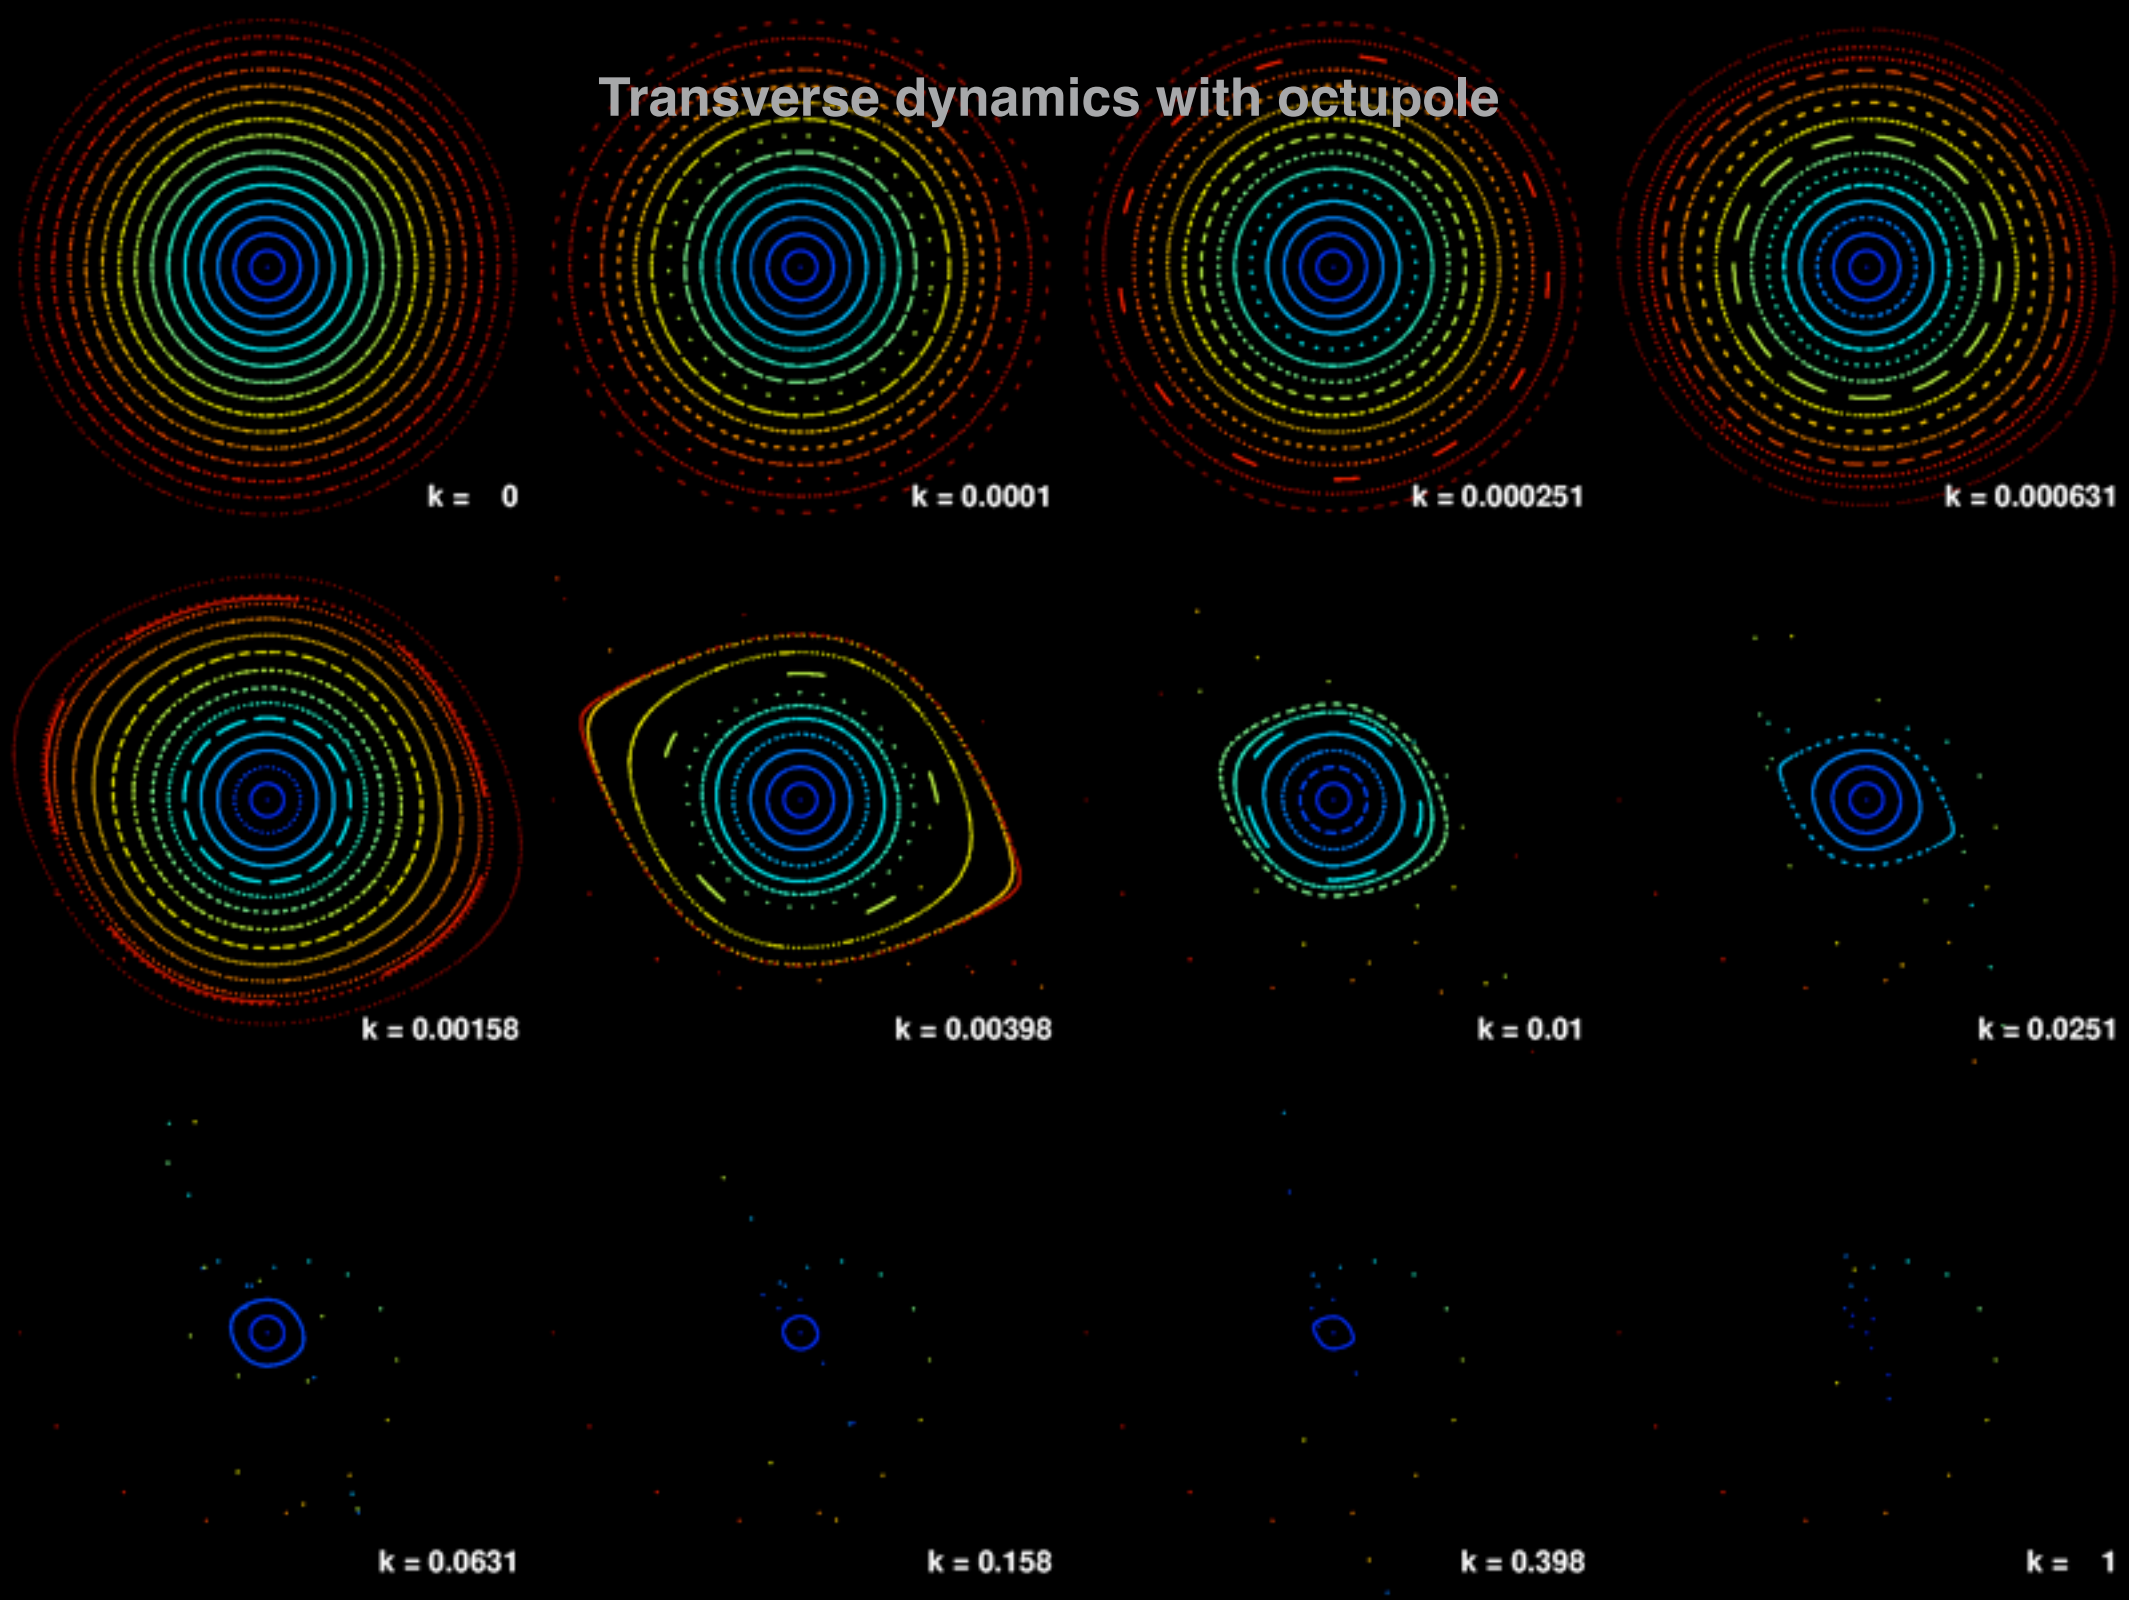 Transverse dynamics with octupole
k = 0
k = 0.0001
k = 0.000251
k = 0.000631
k = 0.00158
k = 0.00398
k = 0.01
k = 0.0251
k = 0.0631
k = 0.158
k = 0.398
k = 1